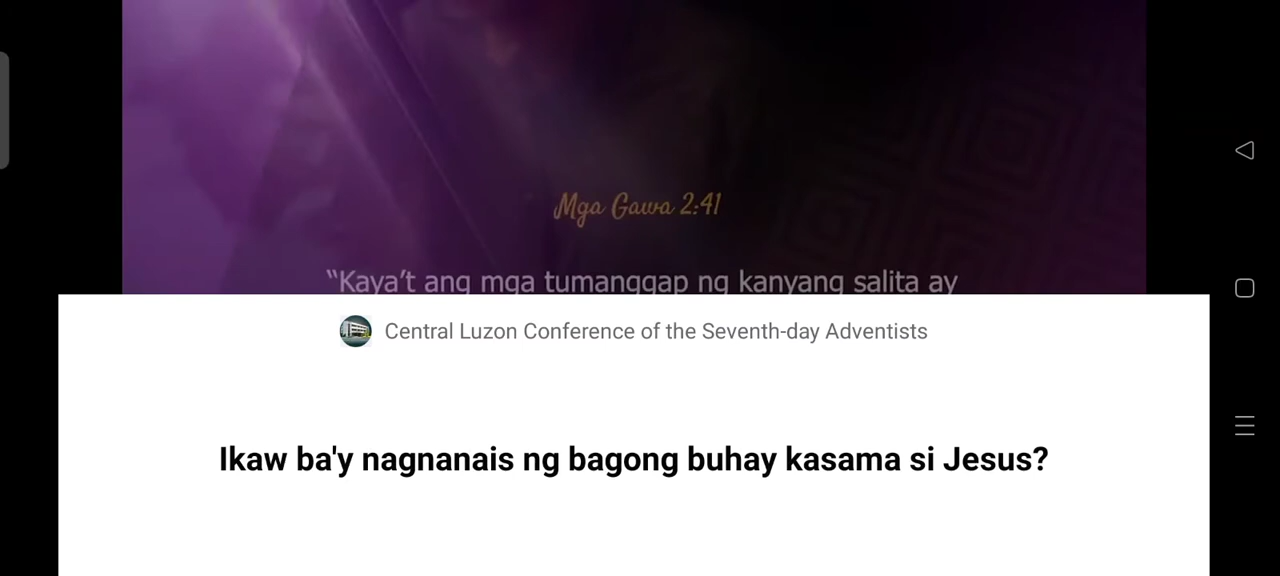 Mga Gawa 2:41
“Kaya’t ang mga tumanggap ng kanyang salita ay
Central Luzon Conference of the Seventh-day Adventists
Ikaw ba'y nagnanais ng bagong buhay kasama si Jesus?